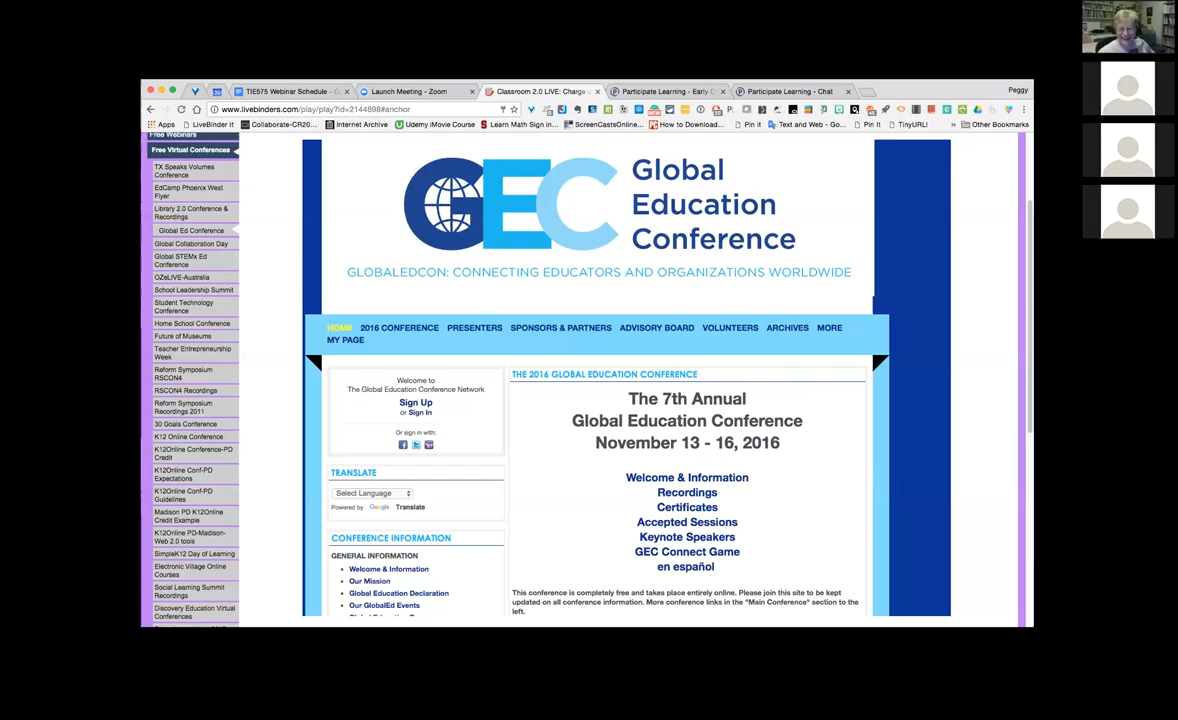 TIE575 Webinar Schedule - G
Launch Meeting - Zoom
Classroom 2.0 LIVE: Charge u
Participate Learning - Early C
Participate Learning - Chat
Peggy
www.livebinders.com/play/play?id=2144898#anchor
Apps
LiveBinder It
Collaborate-CR20...
Internet Archive
Udemy iMovie Course
Learn Math Sign in...
ScreenCastsOnline...
How to Download...
Pin it
Text and Web - Go...
Pin It
TinyURL!
Other Bookmarks
Free Webinars
Free Virtual Conferences
TX Speaks Volumes
Conference
EdCamp Phoenix West
Flyer
Library 2.0 Conference &
Recordings
Global Ed Conference
Global Collaboration Day
Global STEMx Ed
Conference
OZeLIVE-Australia
School Leadership Summit
Student Technology
Conference
Home School Conference
Future of Museums
Teacher Entrepreneurship
Week
Reform Symposium
RSCON4
RSCON4 Recordings
Reform Symposium
Recordings 2011
30 Goals Conference
K12 Online Conference
K12Online Conference-PD
Credit
K12Online Conf-PD
Expectations
K12Online Conf-PD
Guidelines
Madison PD K12Online
Credit Example
K12Online PD-Madison-
Web 2.0 tools
SimpleK12 Day of Learning
Electronic Village Online
Courses
Social Learning Summit
Recordings
Discovery Education Virtual
Conferences
GEC
Global
Education
Conference
GLOBALEDCON: CONNECTING EDUCATORS AND ORGANIZATIONS WORLDWIDE
HOME 2016 CONFERENCE PRESENTERS SPONSORS & PARTNERS ADVISORY BOARD VOLUNTEERS ARCHIVES MORE
MY PAGE
Welcome to
The Global Education Conference Network
Sign Up
or Sign In
Or sign in with:
TRANSLATE
Select Language
Powered by Google Translate
CONFERENCE INFORMATION
GENERAL INFORMATION
Welcome & Information
Our Mission
Global Education Declaration
Our GlobalEd Events
THE 2016 GLOBAL EDUCATION CONFERENCE
The 7th Annual
Global Education Conference
November 13 - 16, 2016
Welcome & Information
Recordings
Certificates
Accepted Sessions
Keynote Speakers
GEC Connect Game
en español
This conference is completely free and takes place entirely online. Please join this site to be kept
updated on all conference information. More conference links in the "Main Conference" section to the
left.